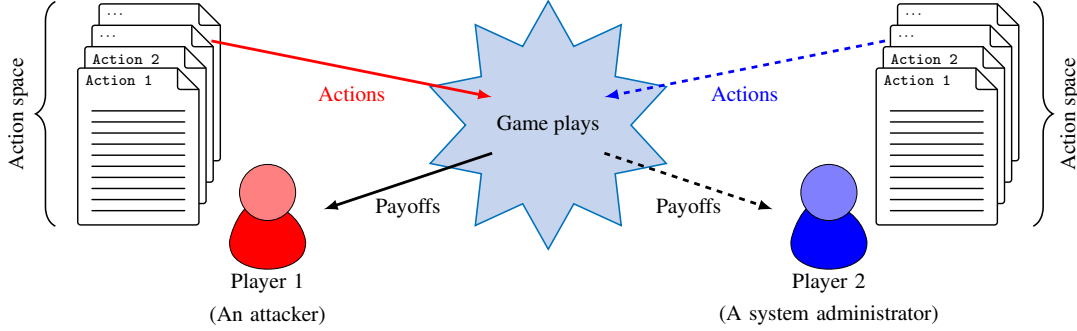 Action space
...
...
Action 2
Action 1
Actions
Game plays
Payoffs
Player 1
(An attacker)
Actions
Payoffs
Player 2
(A system administrator)
...
...
Action 2
Action 1
Action space